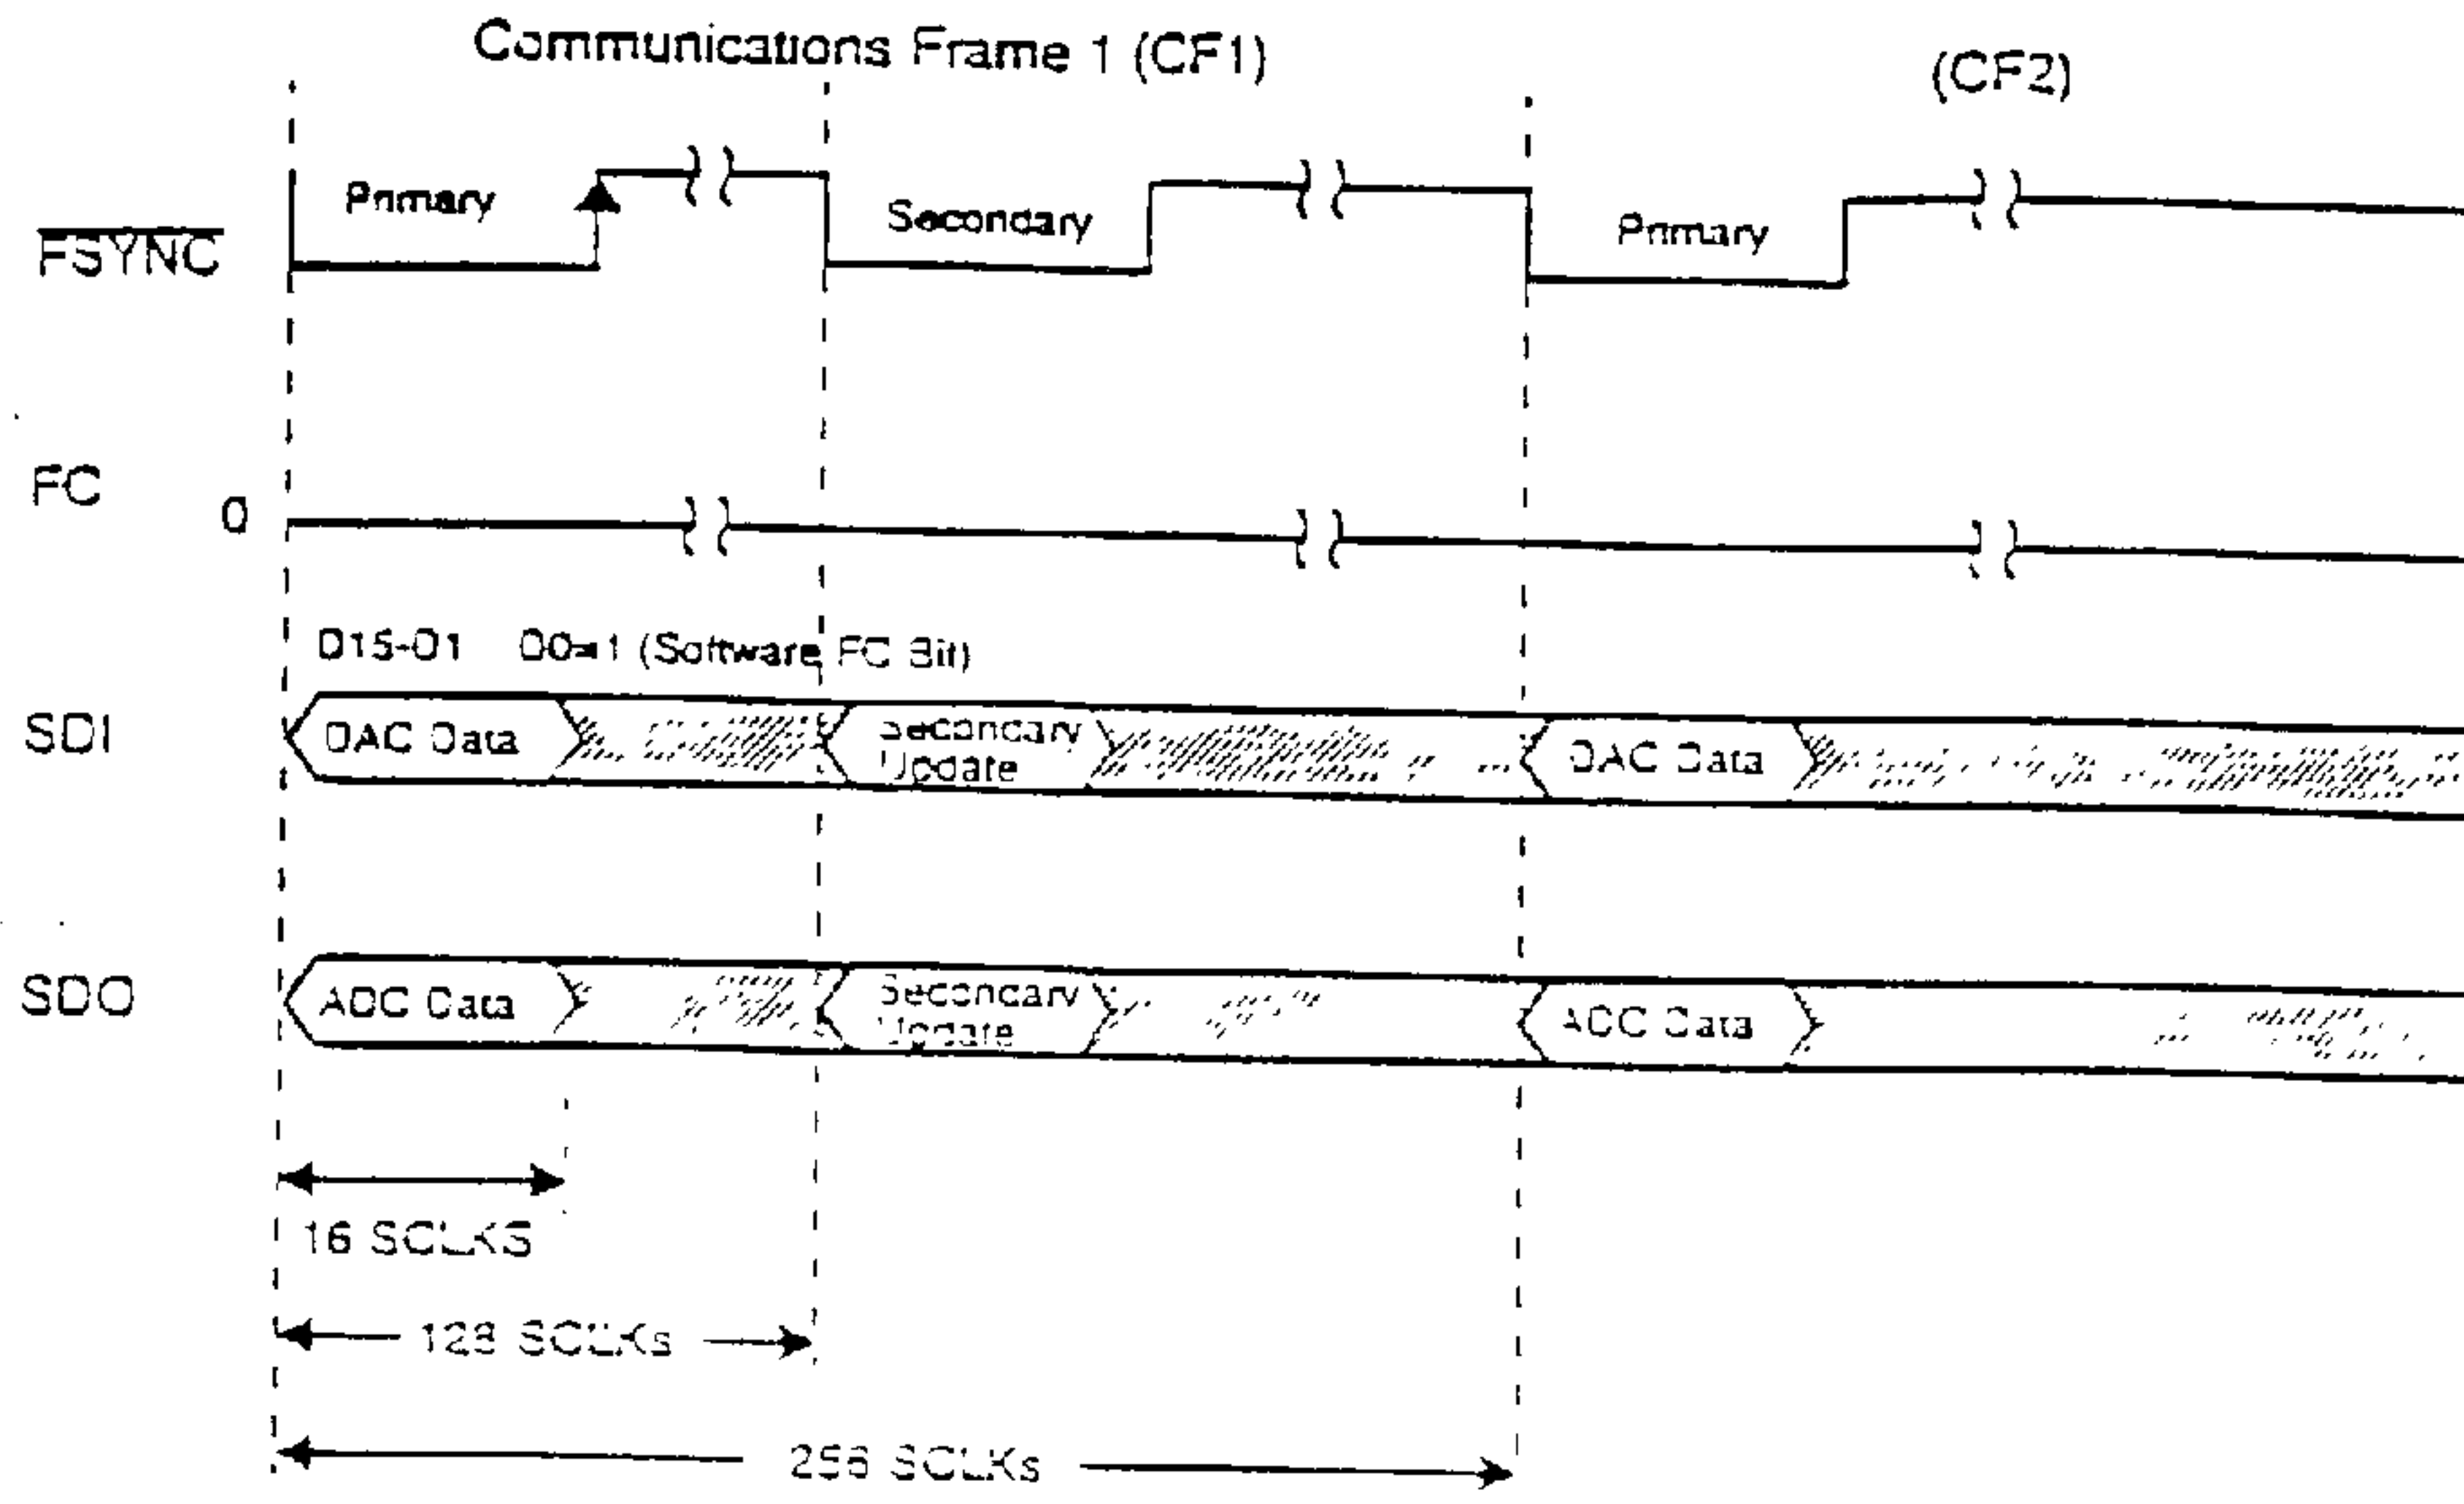 Communications Frame 1 (CF1)
(CF2)
Primary
Secondary
Primary
FSYNC
FC
0
D15-D1 D0=1 (Software FC Bit)
SDI
DAC Data
Secondary
Update
DAC Data
SDO
ADC Data
Secondary
Update
ADC Data
16 SCLKS
128 SCLKs
256 SCLKs